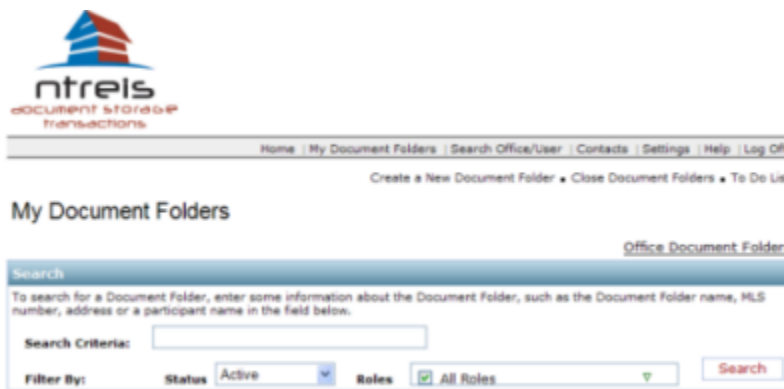 ntreis
document storage
transactions
Home | My Document Folders | Search Office/User | Contacts | Settings | Help | Log Of
Create a New Document Folder • Close Document Folders • To Do Lis
My Document Folders
Office Document Folder
Search
To search for a Document Folder, enter some information about the Document Folder, such as the Document Folder name, MLS
number, address or a participant name in the field below.
Search Criteria:
Filter By: Status Active Roles All Roles Search